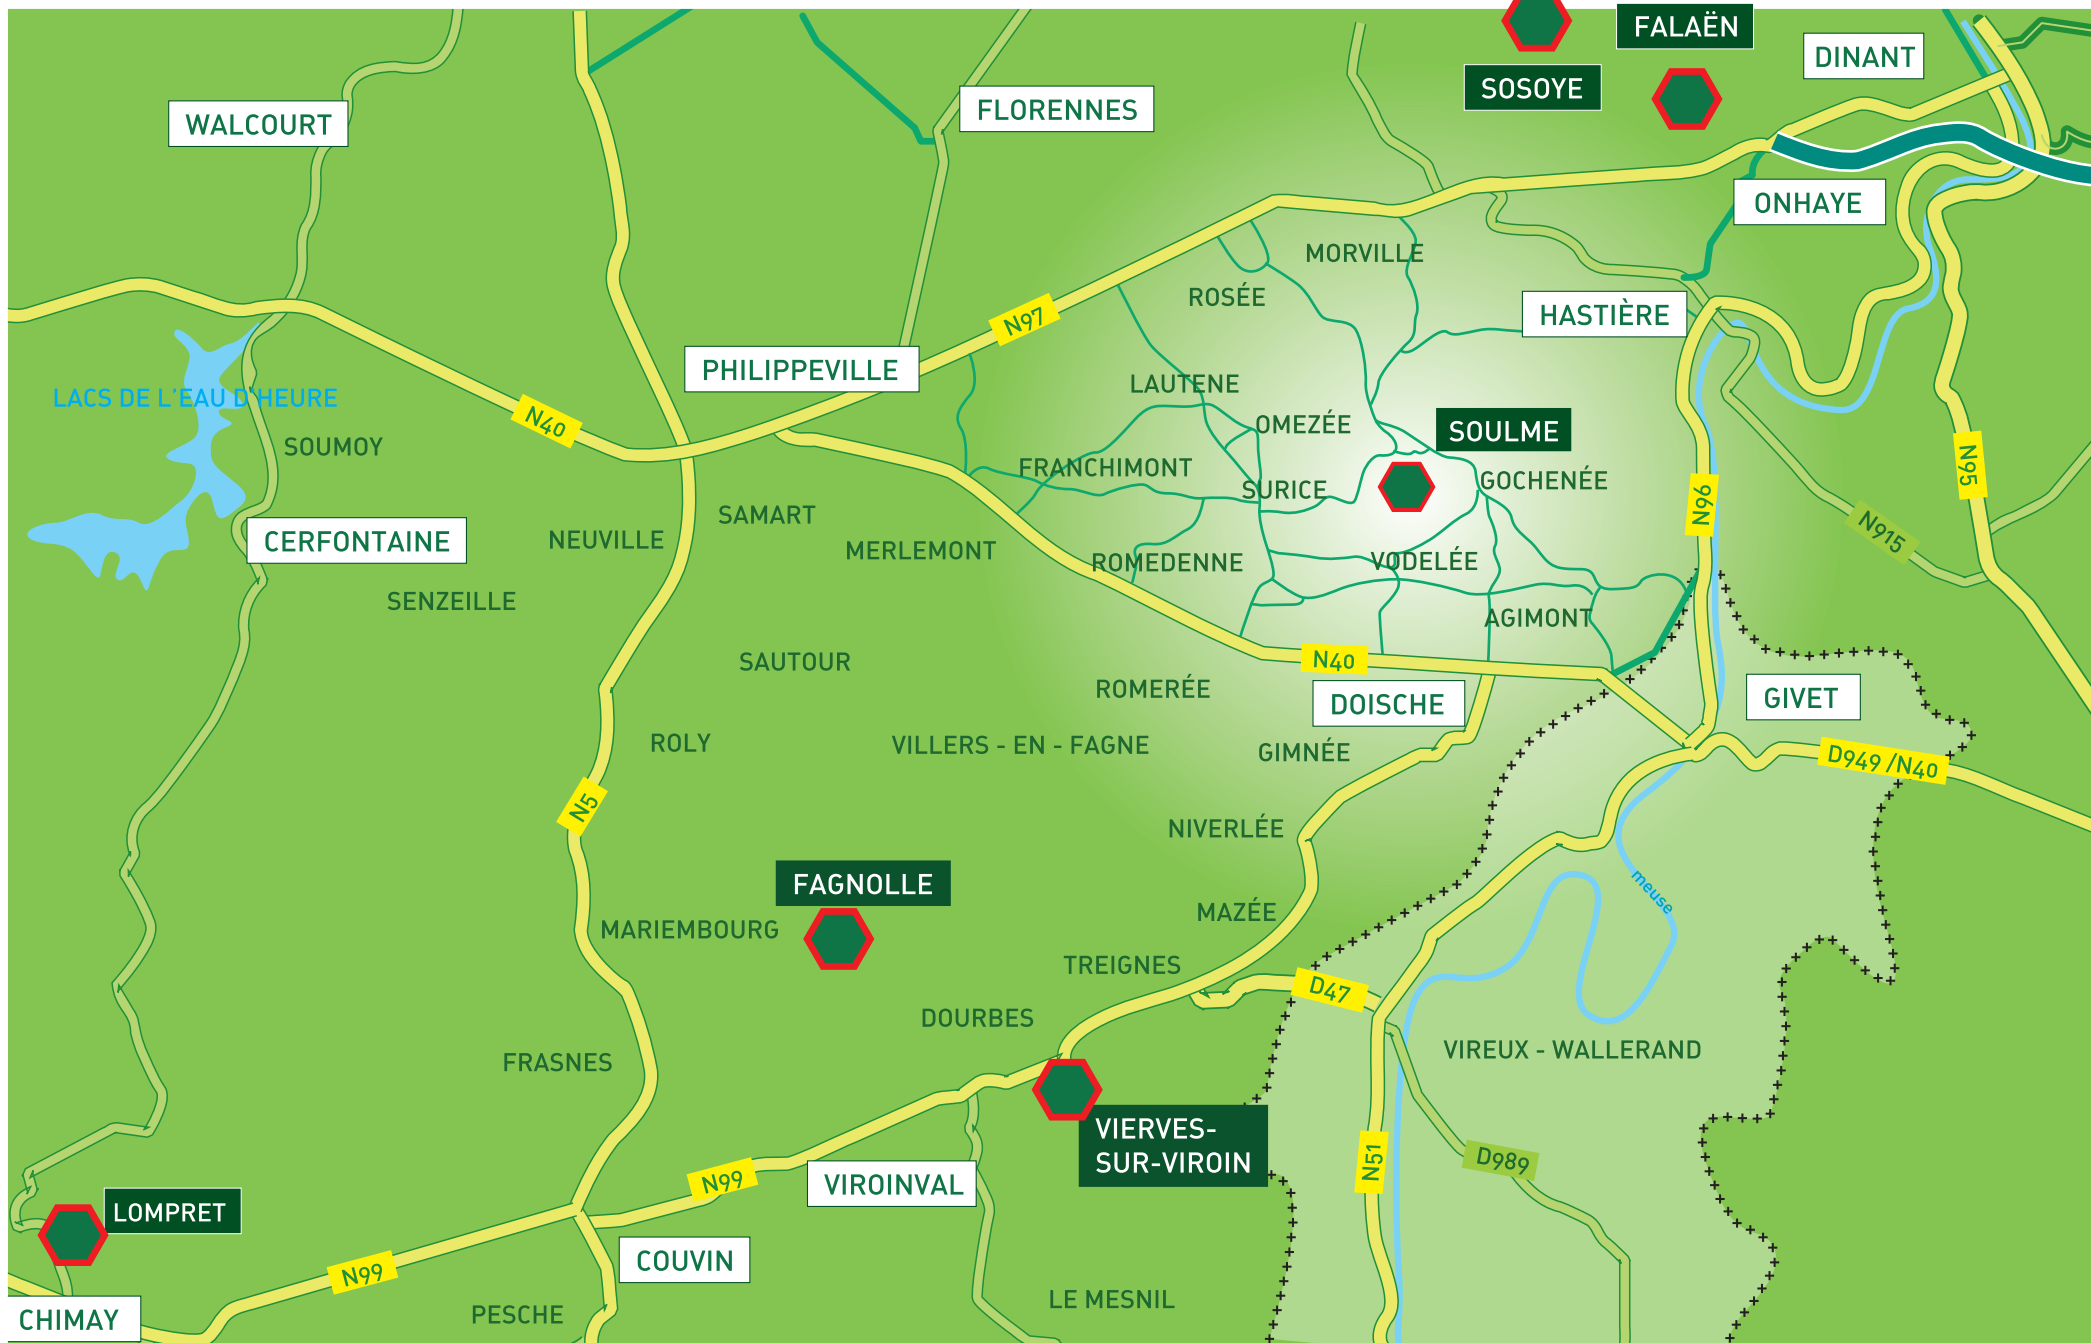 FALAËN
DINANT
SOSOYE
FLORENNES
WALCOURT
ONHAYE
MORVILLE
ROSÉE
HASTIÈRE
N97
PHILIPPEVILLE
LAUTENE
LACS DE L'EAU D'HEURE
N40
OMEZÉE
SOULME
SOUMOY
FRANCHIMONT
N95
GOCHENÉE
SURICE
N96
SAMART
N915
CERFONTAINE
NEUVILLE
MERLEMONT
ROMEDENNE
VODELÉE
SENZEILLE
AGIMONT
SAUTOUR
N40
ROMERÉE
DOISCHE
GIVET
ROLY
VILLERS - EN - FAGNE
GIMNÉE
D949 /N40
N5
NIVERLÉE
FAGNOLLE
meuse
MAZÉE
MARIEMBOURG
TREIGNES
D47
DOURBES
VIREUX - WALLERAND
FRASNES
VIERVES-
SUR-VIROIN
N51
D989
N99
VIROINVAL
LOMPRET
COUVIN
N99
LE MESNIL
PESCHE
CHIMAY